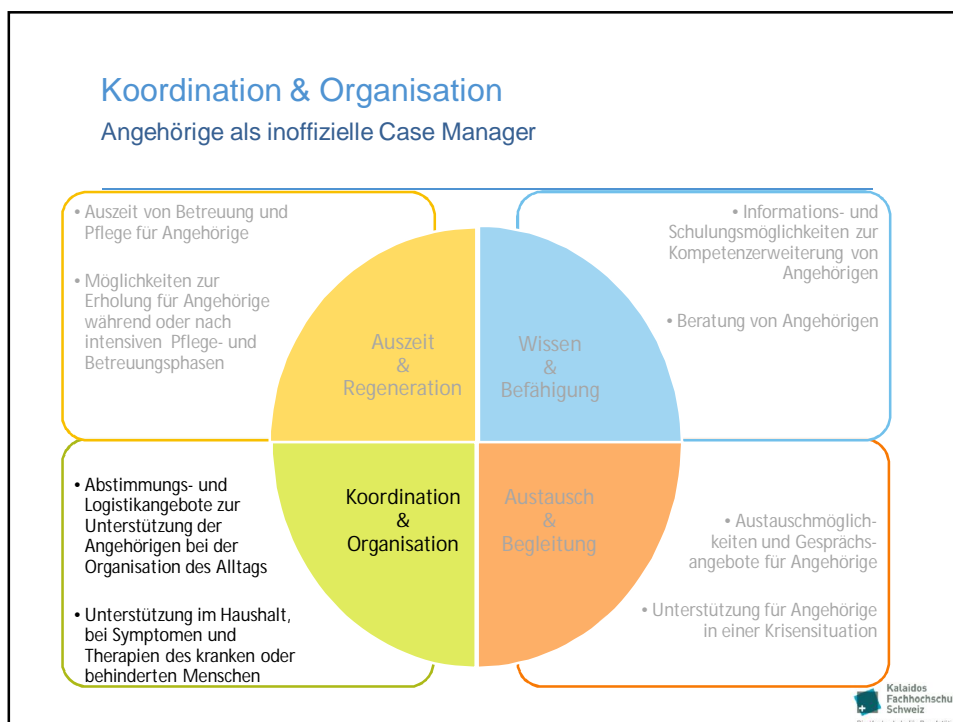 Koordination & Organisation
Angehörige als inoffizielle Case Manager
• Auszeit von Betreuung und
Pflege für Angehörige
• Möglichkeiten zur
Erholung für Angehörige
während oder nach
intensiven Pflege- und
Betreuungsphasen
• Informations- und
Schulungsmöglichkeiten zur
Kompetenzerweiterung von
Angehörigen
• Beratung von Angehörigen
Auszeit
&
Regeneration
Wissen
&
Befähigung
• Abstimmungs- und
Logistikangebote zur
Unterstützung der
Angehörigen bei der
Organisation des Alltags
• Unterstützung im Haushalt,
bei Symptomen und
Therapien des kranken oder
behinderten Menschen
Koordination
&
Organisation
Austausch
&
Begleitung
• Austauschmöglich-
keiten und Gesprächs-
angebote für Angehörige
• Unterstützung für Angehörige
in einer Krisensituation
Kalaidos
Fachhochschu
Schweiz